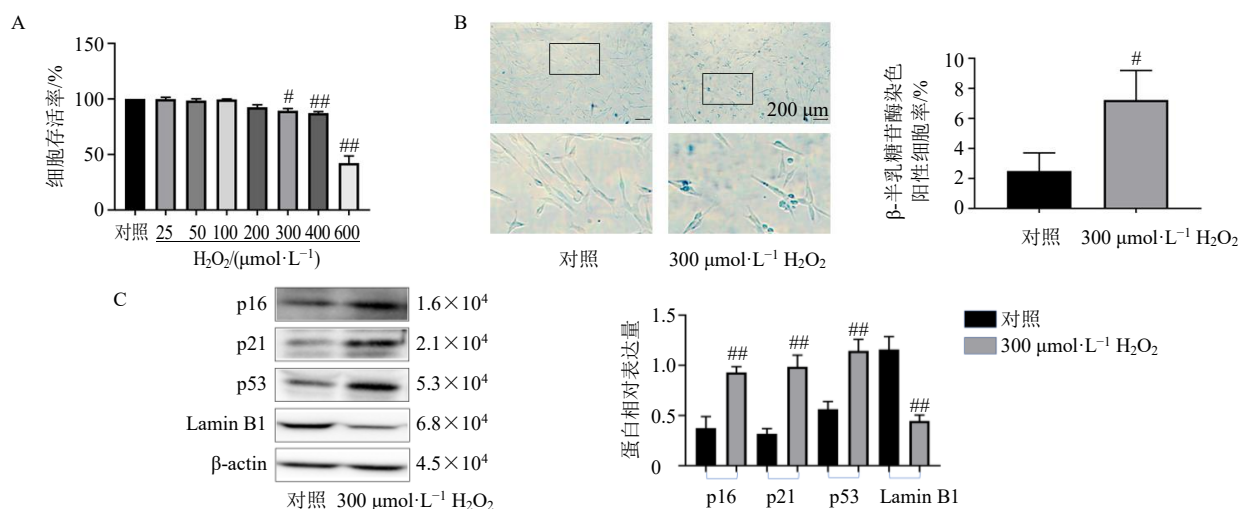 A
150
100
50
0
细胞存活率/%
# ## ##
对照 25 50 100 200 300 400 600
H₂O₂/(μmol·L⁻¹)
B
200 μm
对照 300 μmol·L⁻¹ H₂O₂
10
8
6
4
2
0
β-半乳糖苷酶染色
阳性细胞率/%
#
对照 300 μmol·L⁻¹ H₂O₂
C
p16 1.6×10⁴
p21 2.1×10⁴
p53 5.3×10⁴
Lamin B1 6.8×10⁴
β-actin 4.5×10⁴
对照 300 μmol·L⁻¹ H₂O₂
1.5
1.0
0.5
0
蛋白相对表达量
## ## ## ##
p16 p21 p53 Lamin B1
对照
300 μmol·L⁻¹ H₂O₂